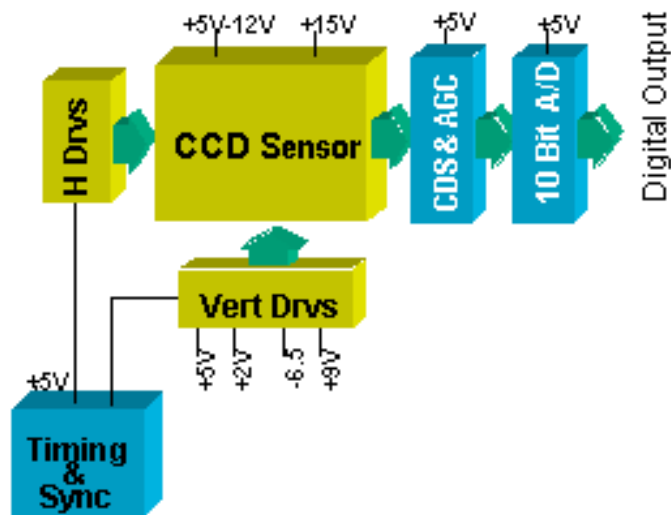 +5V-12V
+15V
+5V
+5V
H Drvs
CCD Sensor
CDS & AGC
10 Bit A/D
Digital Output
Vert Drvs
+5V
+2V
-6.5
+9V
+5V
Timing
&
Sync